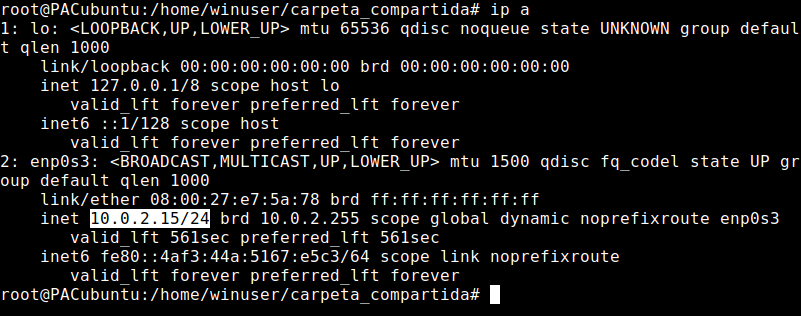 root@PACubuntu:/home/winuser/carpeta_compartida# ip a
1: lo: <LOOPBACK,UP,LOWER_UP> mtu 65536 qdisc noqueue state UNKNOWN group defaul
t qlen 1000
    link/loopback 00:00:00:00:00:00 brd 00:00:00:00:00:00
    inet 127.0.0.1/8 scope host lo
       valid_lft forever preferred_lft forever
    inet6 ::1/128 scope host
       valid_lft forever preferred_lft forever
2: enp0s3: <BROADCAST,MULTICAST,UP,LOWER_UP> mtu 1500 qdisc fq_codel state UP gr
oup default qlen 1000
    link/ether 08:00:27:e7:5a:78 brd ff:ff:ff:ff:ff:ff
    inet 10.0.2.15/24 brd 10.0.2.255 scope global dynamic noprefixroute enp0s3
       valid_lft 561sec preferred_lft 561sec
    inet6 fe80::4af3:44a:5167:e5c3/64 scope link noprefixroute
       valid_lft forever preferred_lft forever
root@PACubuntu:/home/winuser/carpeta_compartida#